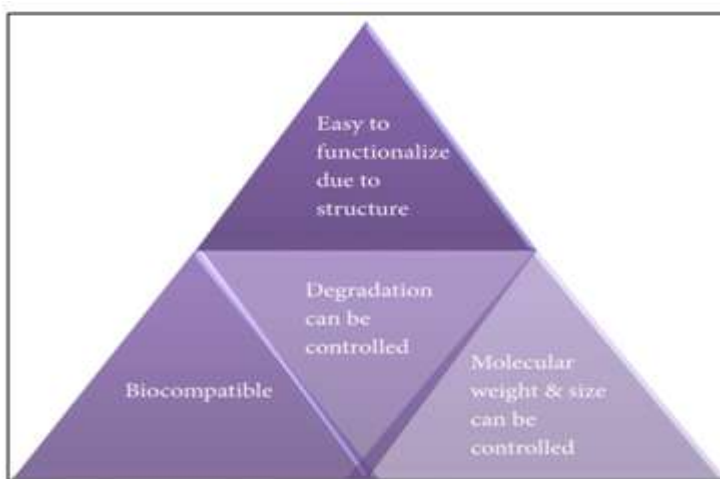 Easy to
functionalize
due to
structure
Degradation
can be
controlled
Biocompatible
Molecular
weight & size
can be
controlled